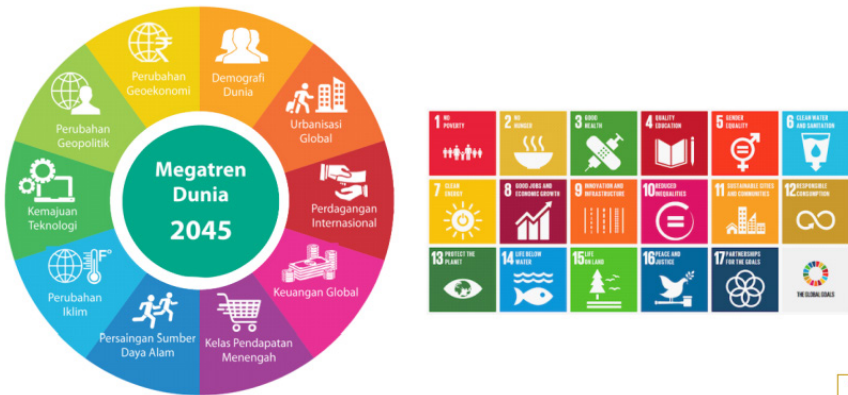 Demografi
Dunia
Urbanisasi
Global
Perdagangan
Internasional
Keuangan Global
Kelas Pendapatan
Menengah
Persaingan Sumber
Daya Alam
Perubahan
Iklim
F°
Kemajuan
Teknologi
Perubahan
Geopolitik
Perubahan
Geoekonomi
Megatren
Dunia
2045
1 NO
POVERTY
2 NO
HUNGER
3 GOOD
HEALTH
4 QUALITY
EDUCATION
5 GENDER
EQUALITY
6 CLEAN WATER
AND SANITATION
7 CLEAN
ENERGY
8 GOOD JOBS AND
ECONOMIC GROWTH
9 INNOVATION AND
INFRASTRUCTURE
10 REDUCED
INEQUALITIES
11 SUSTAINABLE CITIES
AND COMMUNITIES
12 RESPONSIBLE
CONSUMPTION
13 PROTECT THE
PLANET
14 LIFE BELOW
WATER
15 LIFE
ON LAND
16 PEACE AND
JUSTICE
17 PARTNERSHIPS
FOR THE GOALS
THE GLOBAL GOALS